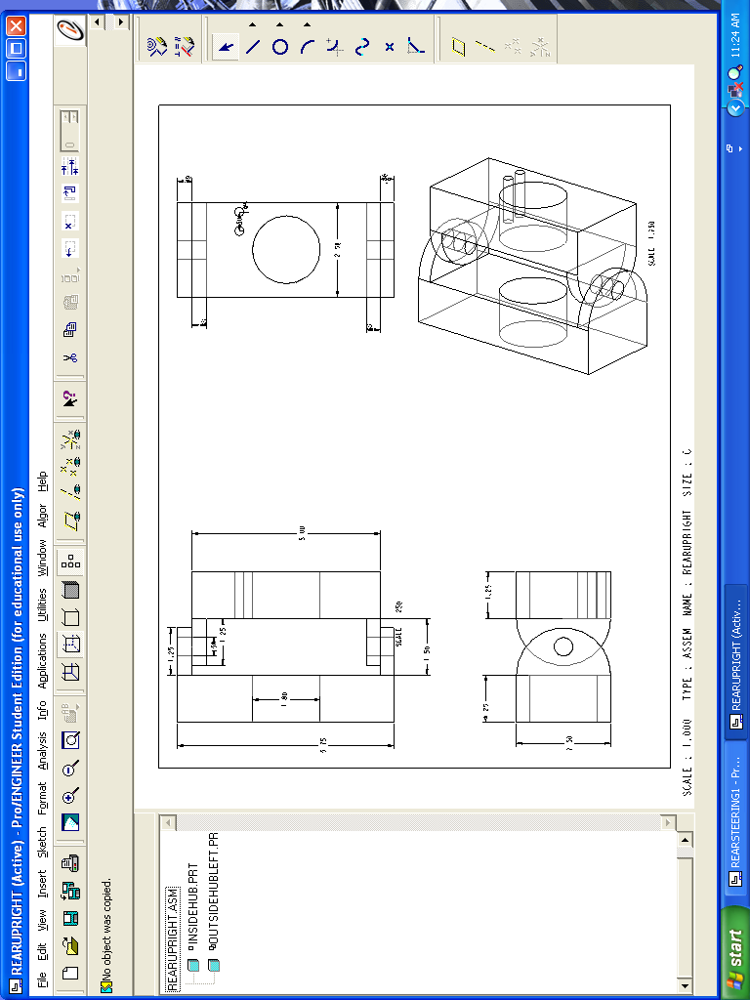 REARUPRIGHT (Active) - Pro/ENGINEER Student Edition (for educational use only)
File Edit View Insert Sketch Format Analysis Info Applications Utilities Window Algor Help
0
No object was copied.
REARUPRIGHT.ASM
INSIDEHUB.PRT
OUTSIDEHUBLEFT.PR
5.75
1.80
1.25
1.25
1.50
SCALE
.250
5.00
2.50
1.25
2.50
SCALE 1.250
SCALE : 1.000 TYPE : ASSEM NAME : REARUPRIGHT SIZE : C
start
REARSTEERING1 - Pr...
REARUPRIGHT (Activ...
11:24 AM